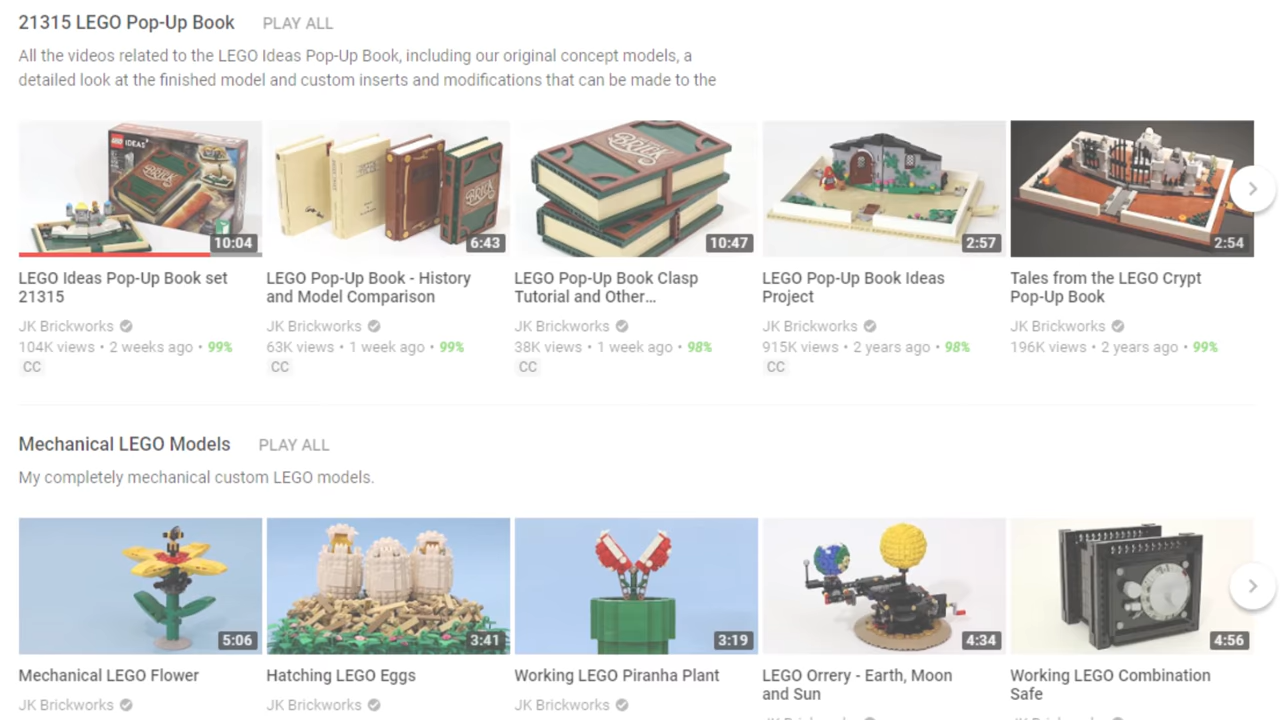 21315 LEGO Pop-Up Book PLAY ALL
All the videos related to the LEGO Ideas Pop-Up Book, including our original concept models, a
detailed look at the finished model and custom inserts and modifications that can be made to the
LEGO IDEAS
BRICK
BRICK
BRICK
10:04 6:43 10:47 2:57 2:54
LEGO Ideas Pop-Up Book set
21315
JK Brickworks
104K views • 2 weeks ago • 99%
CC
LEGO Pop-Up Book - History
and Model Comparison
JK Brickworks
63K views • 1 week ago • 99%
CC
LEGO Pop-Up Book Clasp
Tutorial and Other...
JK Brickworks
38K views • 1 week ago • 98%
CC
LEGO Pop-Up Book Ideas
Project
JK Brickworks
915K views • 2 years ago • 98%
CC
Tales from the LEGO Crypt
Pop-Up Book
JK Brickworks
196K views • 2 years ago • 99%
Mechanical LEGO Models PLAY ALL
My completely mechanical custom LEGO models.
5:06 3:41 3:19 4:34 4:56
Mechanical LEGO Flower
JK Brickworks
Hatching LEGO Eggs
JK Brickworks
Working LEGO Piranha Plant
JK Brickworks
LEGO Orrery - Earth, Moon
and Sun
Working LEGO Combination
Safe